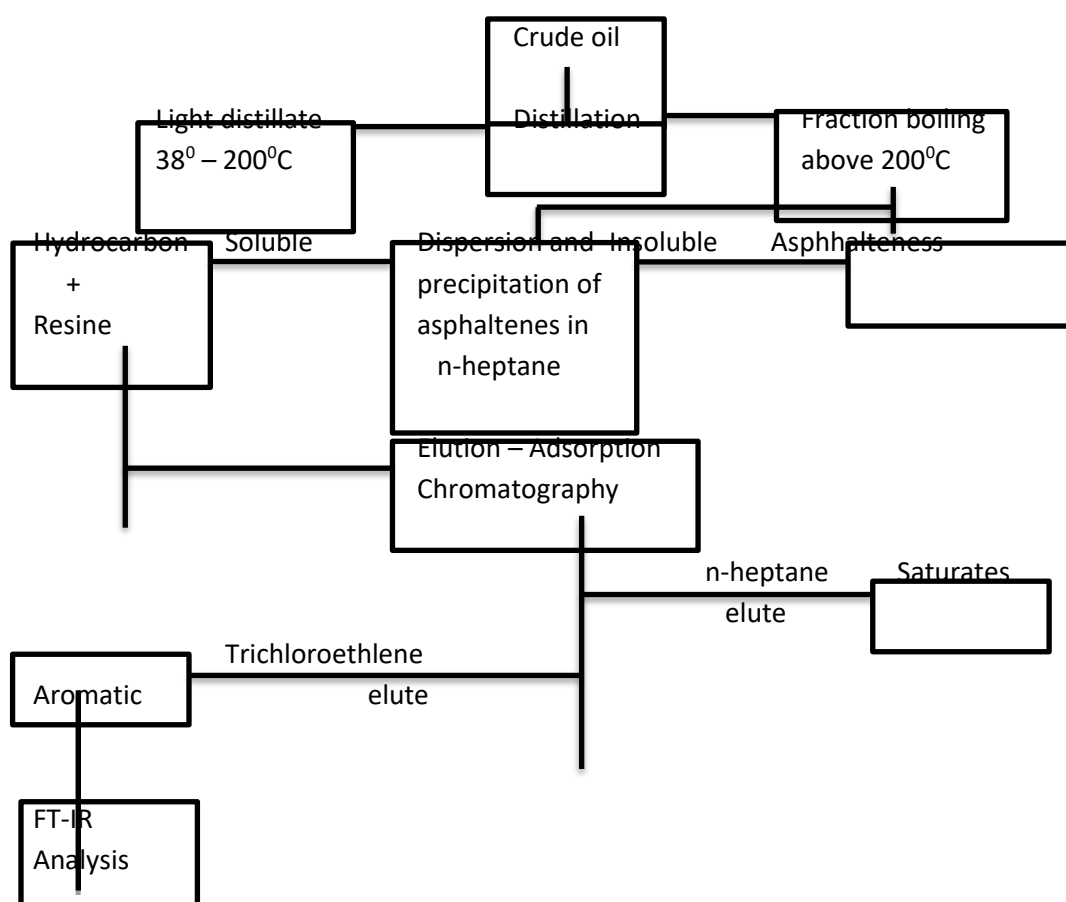 Crude oil
Light distillate
38⁰ – 200⁰C
Distillation
Fraction boiling
above 200⁰C
Hydrocarbon
+
Resine
Soluble
Dispersion and
precipitation of
asphaltenes in
n-heptane
Insoluble
Asphhalteness
Elution – Adsorption
Chromatography
n-heptane
elute
Saturates
Trichloroethlene
elute
Aromatic
FT-IR
Analysis